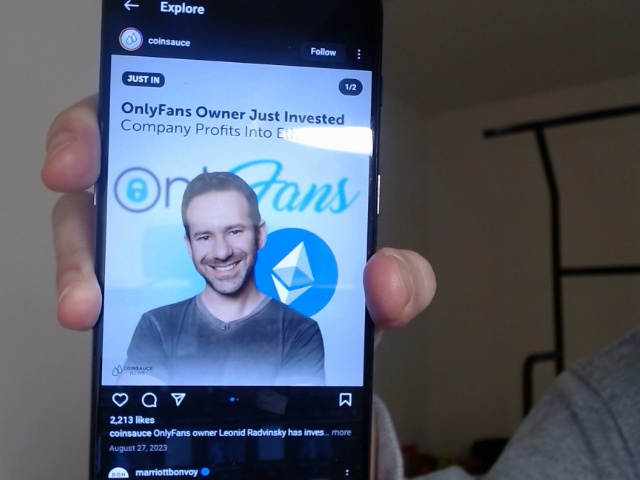 Explore
coinsauce
Follow
JUST IN
1/2
OnlyFans Owner Just Invested
Company Profits Into
OnlyFans
COINSAUCE
2,213 likes
coinsauce OnlyFans owner Leonid Radvinsky has inves... more
August 27, 2023
marriottbonvoy